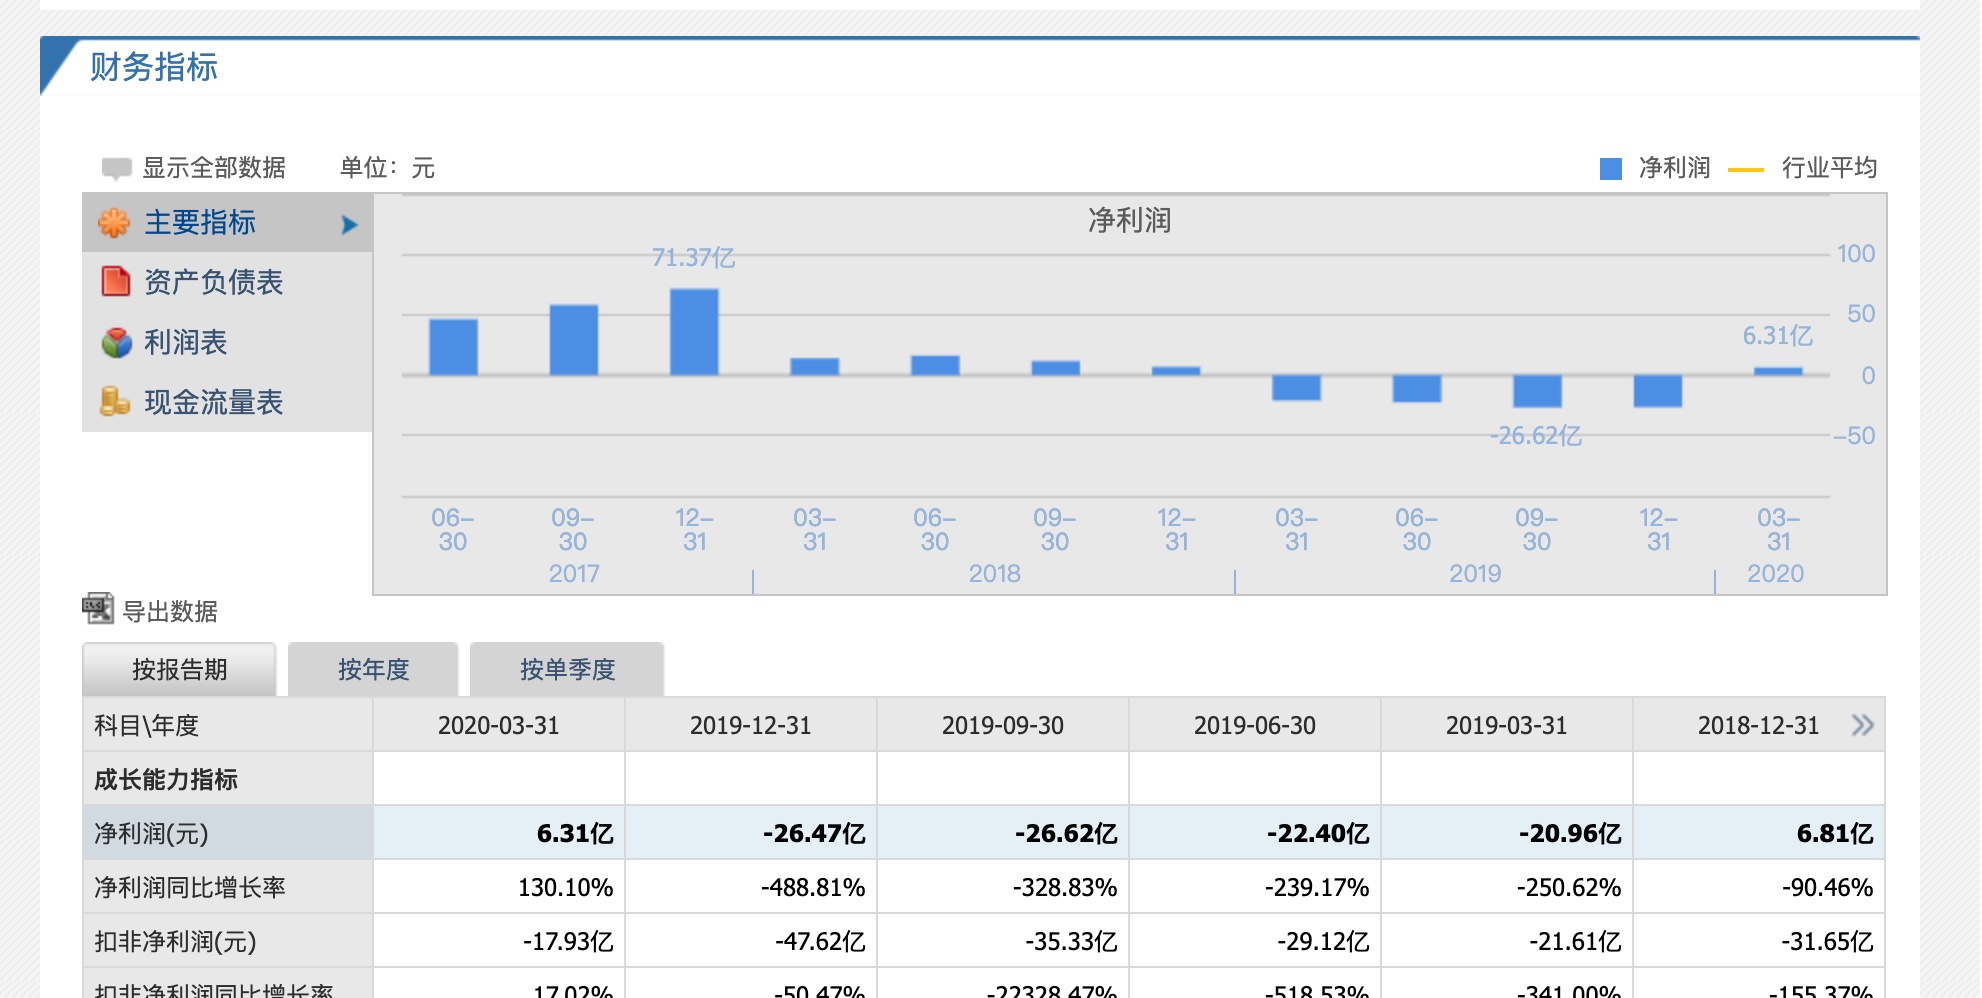 财务指标
显示全部数据 单位：元 净利润 行业平均
主要指标
资产负债表
利润表
现金流量表
净利润
71.37亿
6.31亿
-26.62亿
100
50
0
-50
06-30 09-30 12-31 03-31 06-30 09-30 12-31 03-31 06-30 09-30 12-31 03-31
2017 2018 2019 2020
导出数据
按报告期 按年度 按单季度
科目\年度 2020-03-31 2019-12-31 2019-09-30 2019-06-30 2019-03-31 2018-12-31 »
成长能力指标
净利润(元) 6.31亿 -26.47亿 -26.62亿 -22.40亿 -20.96亿 6.81亿
净利润同比增长率 130.10% -488.81% -328.83% -239.17% -250.62% -90.46%
扣非净利润(元) -17.93亿 -47.62亿 -35.33亿 -29.12亿 -21.61亿 -31.65亿
扣非净利润同比增长率 17.02% -50.47% -22328.47% -518.53% -341.00% -155.37%